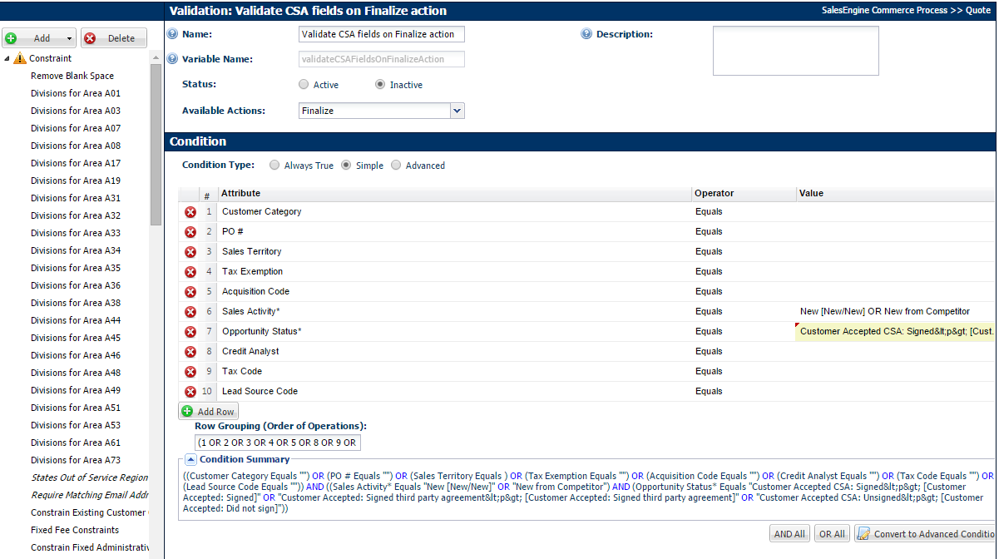 Validation: Validate CSA fields on Finalize action
SalesEngine Commerce Process >> Quote
Add
Delete
Constraint
Remove Blank Space
Divisions for Area A01
Divisions for Area A03
Divisions for Area A07
Divisions for Area A08
Divisions for Area A17
Divisions for Area A19
Divisions for Area A31
Divisions for Area A32
Divisions for Area A33
Divisions for Area A34
Divisions for Area A35
Divisions for Area A36
Divisions for Area A38
Divisions for Area A44
Divisions for Area A45
Divisions for Area A46
Divisions for Area A48
Divisions for Area A49
Divisions for Area A51
Divisions for Area A53
Divisions for Area A61
Divisions for Area A73
States Out of Service Region
Require Matching Email Addr
Constrain Existing Customer
Fixed Fee Constraints
Constrain Fixed Administrativ
Name: Validate CSA fields on Finalize action
Description:
Variable Name: validateCSAFieldsOnFinalizeAction
Status: Active Inactive
Available Actions: Finalize
Condition
Condition Type: Always True Simple Advanced
# Attribute Operator Value
1 Customer Category Equals
2 PO # Equals
3 Sales Territory Equals
4 Tax Exemption Equals
5 Acquisition Code Equals
6 Sales Activity* Equals New [New/New] OR New from Competitor
7 Opportunity Status* Equals Customer Accepted CSA: Signed&lt;p&gt; [Cust.
8 Credit Analyst Equals
9 Tax Code Equals
10 Lead Source Code Equals
Add Row
Row Grouping (Order of Operations):
(1 OR 2 OR 3 OR 4 OR 5 OR 8 OR 9 OR
Condition Summary
((Customer Category Equals "") OR (PO # Equals "") OR (Sales Territory Equals ) OR (Tax Exemption Equals "") OR (Acquisition Code Equals "") OR (Credit Analyst Equals "") OR (Tax Code Equals "") OR
(Lead Source Code Equals "")) AND ((Sales Activity* Equals "New [New/New]" OR "New from Competitor") AND (Opportunity Status* Equals "Customer Accepted CSA: Signed&lt;p&gt; [Customer
Accepted: Signed]" OR "Customer Accepted: Signed third party agreement&lt;p&gt; [Customer Accepted: Signed third party agreement]" OR "Customer Accepted CSA: Unsigned&lt;p&gt; [Customer
Accepted: Did not sign]"))
AND All
OR All
Convert to Advanced Conditio